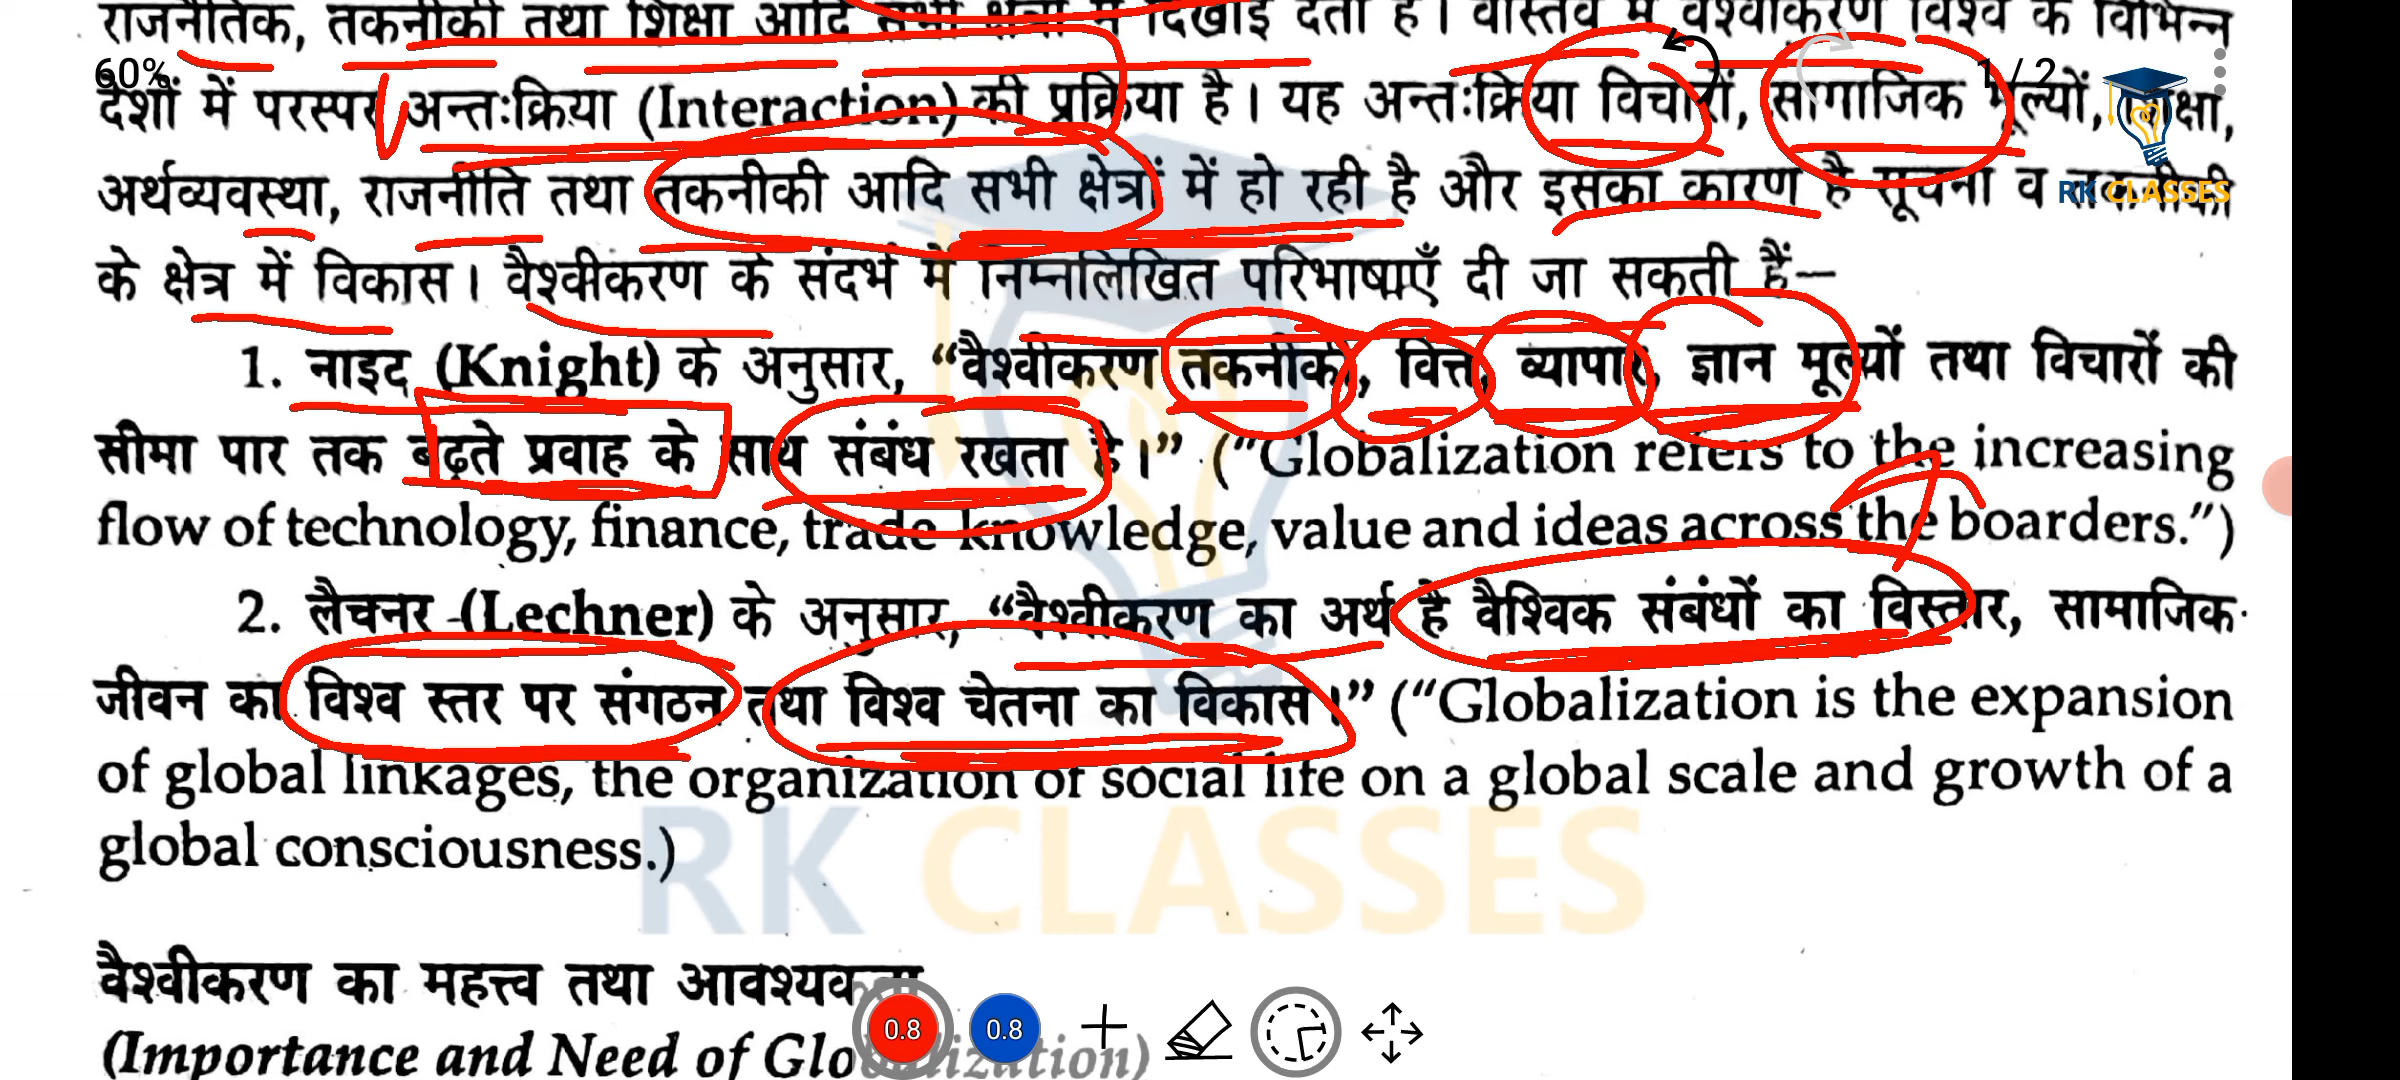 राजनीतिक, तकनीकी तथा शिक्षा आदि सभी क्षेत्रों में दिखाई देता है। वास्तव में वैश्वीकरण विश्व के विभिन्न
60%
1 / 2
देशों में परस्पर अन्तःक्रिया (Interaction) की प्रक्रिया है। यह अन्तःक्रिया विचारों, सामाजिक मूल्यों, शिक्षा,
अर्थव्यवस्था, राजनीति तथा तकनीकी आदि सभी क्षेत्रों में हो रही है और इसका कारण है सूचना व तकनीकी
RK CLASSES
के क्षेत्र में विकास। वैश्वीकरण के संदर्भ में निम्नलिखित परिभाषाएँ दी जा सकती हैं—
1. नाइट (Knight) के अनुसार, “वैश्वीकरण तकनीकी, वित्त, व्यापार, ज्ञान मूल्यों तथा विचारों की
सीमा पार तक बढ़ते प्रवाह के साथ संबंध रखता है।” (“Globalization refers to the increasing
flow of technology, finance, trade knowledge, value and ideas across the boarders.”)
2. लैचनर (Lechner) के अनुसार, “वैश्वीकरण का अर्थ है वैश्विक संबंधों का विस्तार, सामाजिक
जीवन का विश्व स्तर पर संगठन तथा विश्व चेतना का विकास।” (“Globalization is the expansion
of global linkages, the organization of social life on a global scale and growth of a
global consciousness.)
RK CLASSES
वैश्वीकरण का महत्त्व तथा आवश्यकता
(Importance and Need of Globalization)
0.8
0.8